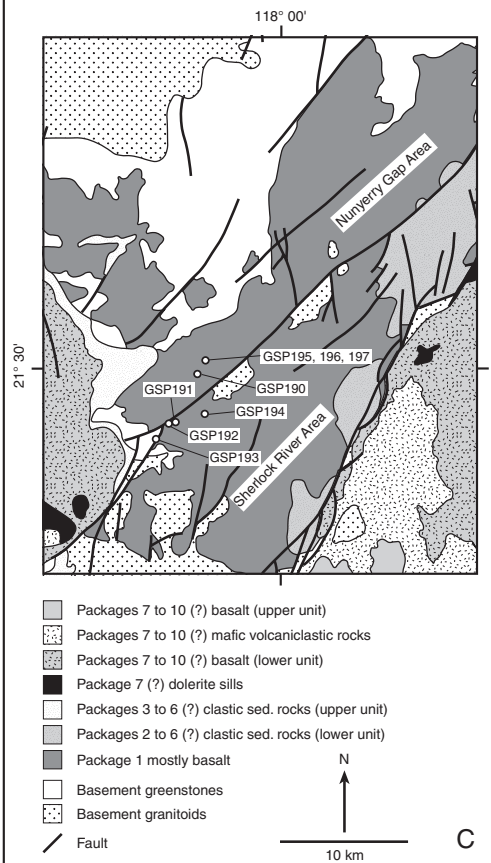 118° 00'
Nunyerry Gap Area
21° 30'
GSP195, 196, 197
GSP191
GSP190
GSP194
GSP192
GSP193
Sherlock River Area
Packages 7 to 10 (?) basalt (upper unit)
Packages 7 to 10 (?) mafic volcaniclastic rocks
Packages 7 to 10 (?) basalt (lower unit)
Package 7 (?) dolerite sills
Packages 3 to 6 (?) clastic sed. rocks (upper unit)
Packages 2 to 6 (?) clastic sed. rocks (lower unit)
Package 1 mostly basalt
Basement greenstones
Basement granitoids
Fault
N
10 km
C